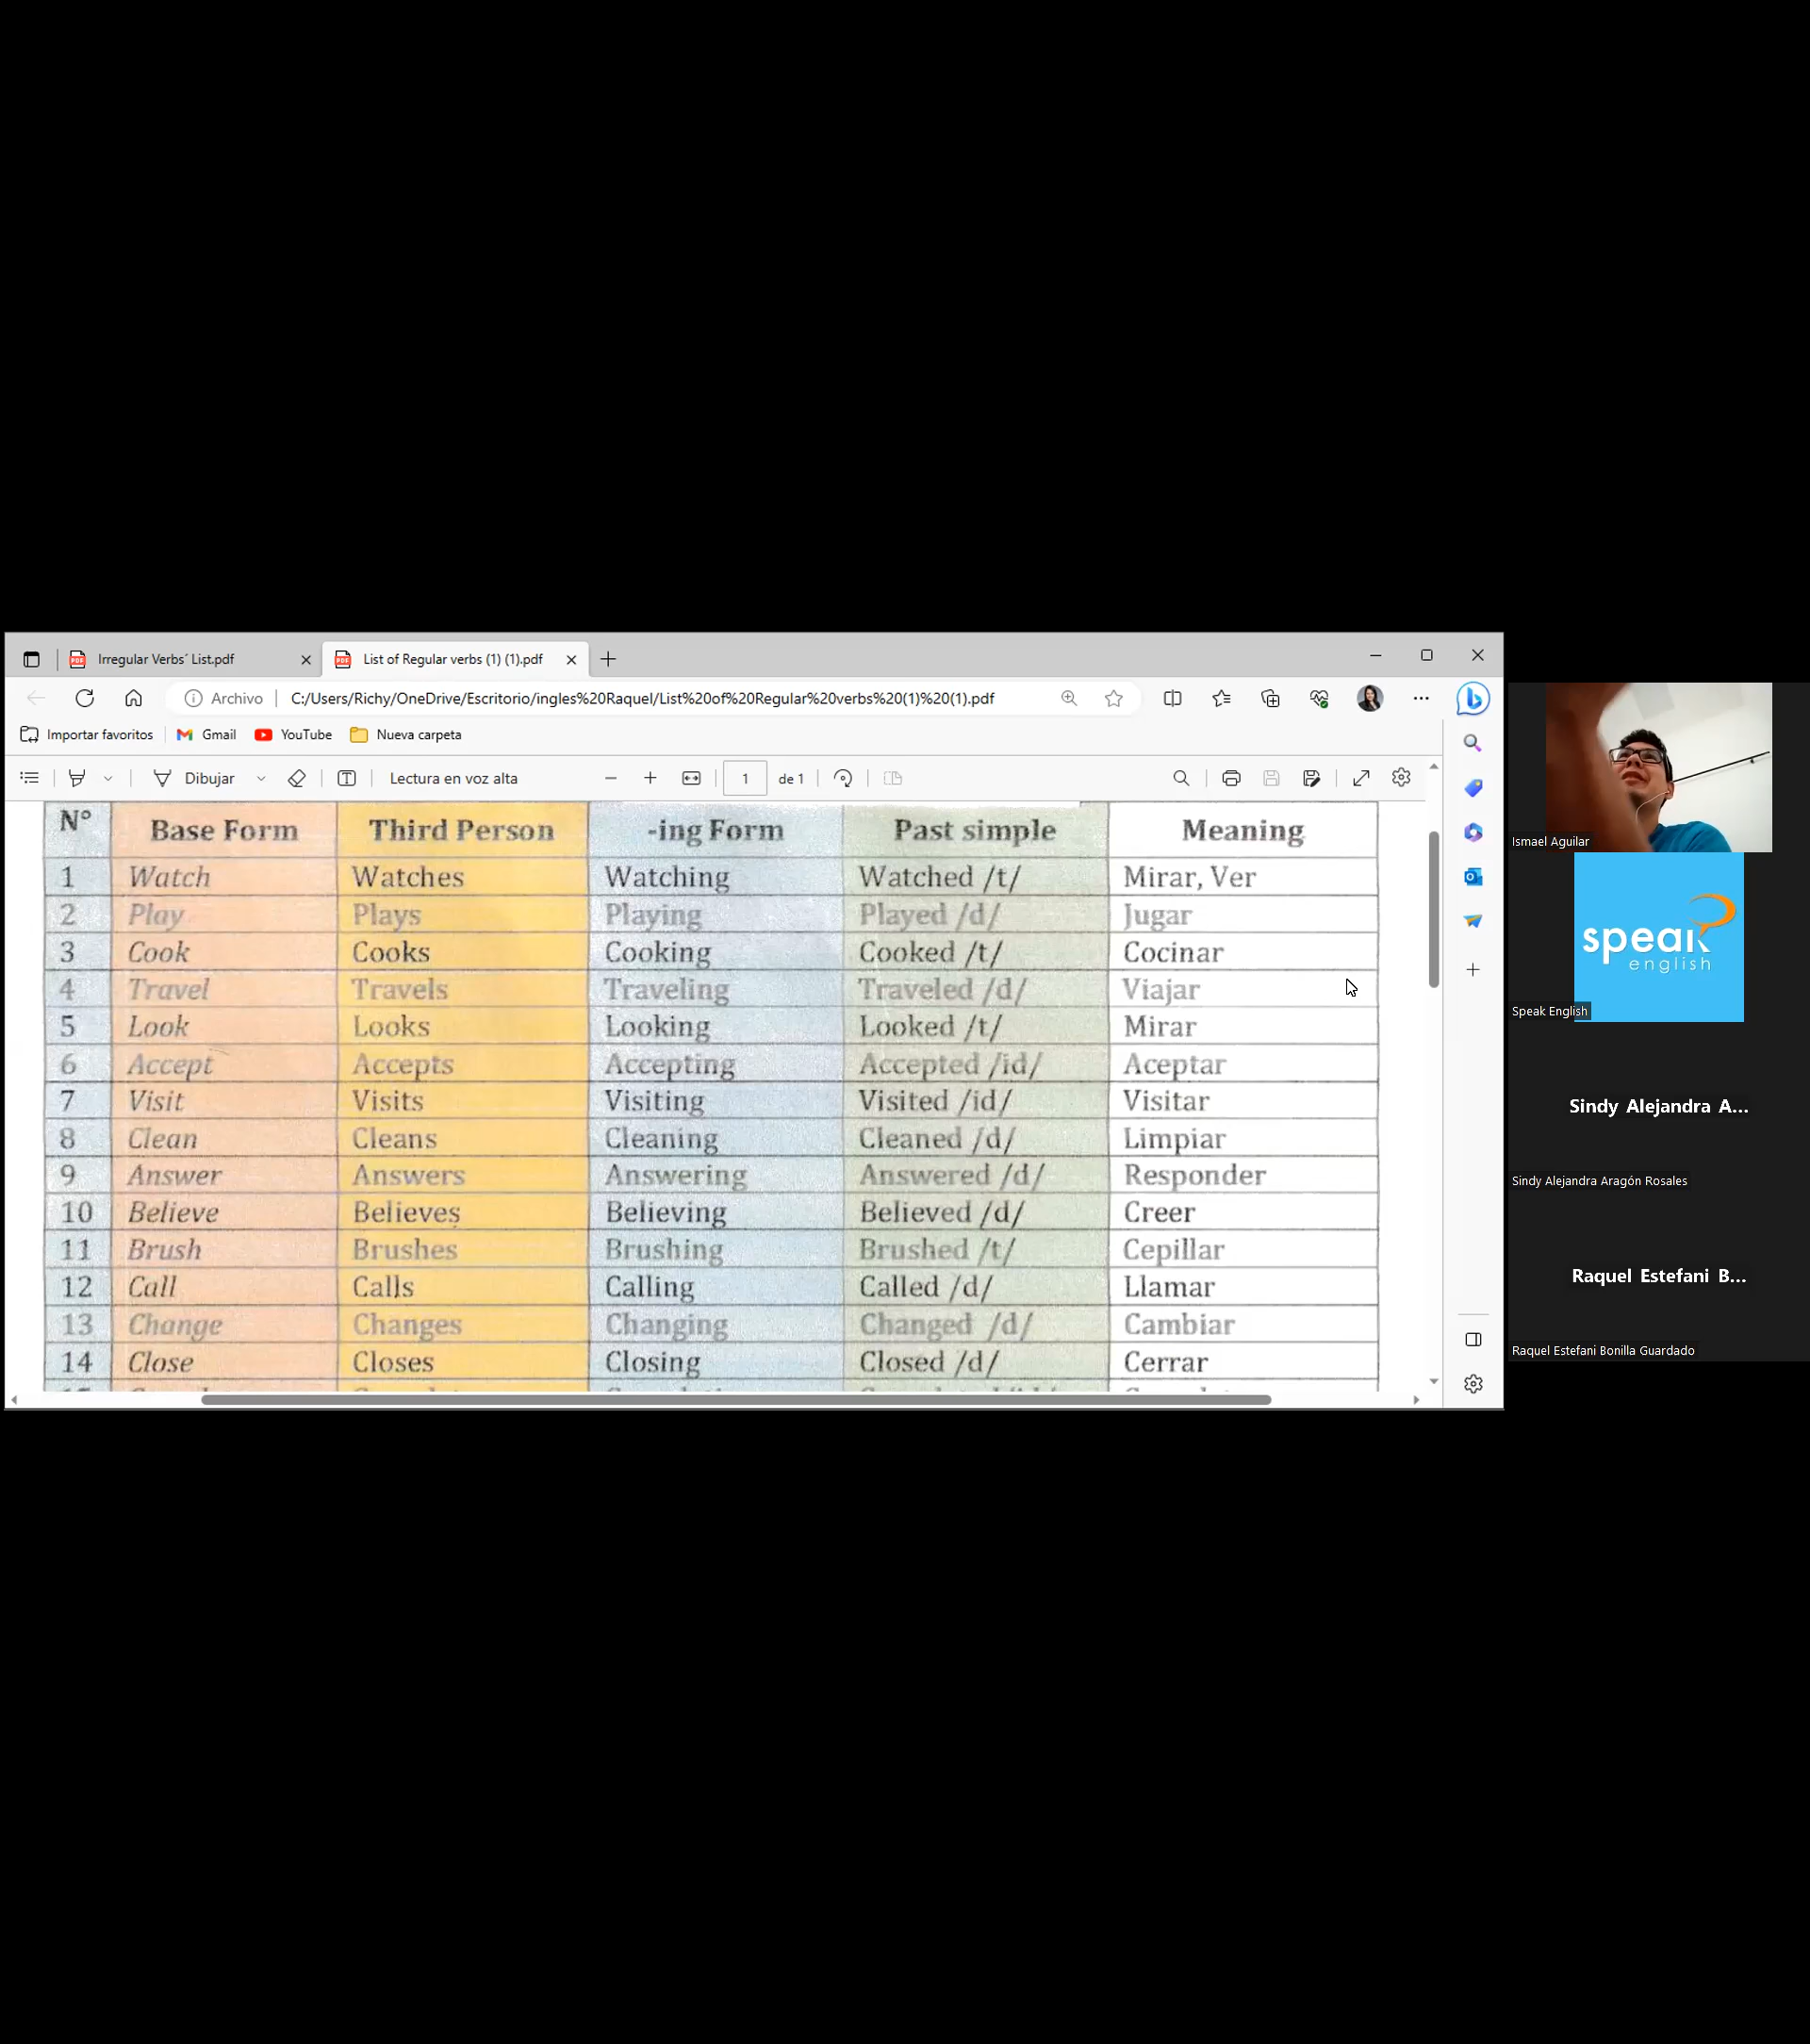 Irregular Verbs´ List.pdf
List of Regular verbs (1) (1).pdf
Archivo
C:/Users/Richy/OneDrive/Escritorio/ingles%20Raquel/List%20of%20Regular%20verbs%20(1)%20(1).pdf
Importar favoritos Gmail YouTube Nueva carpeta
Dibujar Lectura en voz alta 1 de 1
N° Base Form Third Person -ing Form Past simple Meaning
1 Watch Watches Watching Watched /t/ Mirar, Ver
2 Play Plays Playing Played /d/ Jugar
3 Cook Cooks Cooking Cooked /t/ Cocinar
4 Travel Travels Traveling Traveled /d/ Viajar
5 Look Looks Looking Looked /t/ Mirar
6 Accept Accepts Accepting Accepted /id/ Aceptar
7 Visit Visits Visiting Visited /id/ Visitar
8 Clean Cleans Cleaning Cleaned /d/ Limpiar
9 Answer Answers Answering Answered /d/ Responder
10 Believe Believes Believing Believed /d/ Creer
11 Brush Brushes Brushing Brushed /t/ Cepillar
12 Call Calls Calling Called /d/ Llamar
13 Change Changes Changing Changed /d/ Cambiar
14 Close Closes Closing Closed /d/ Cerrar
Ismael Aguilar
speak
english
Speak English
Sindy Alejandra A...
Sindy Alejandra Aragón Rosales
Raquel Estefani B...
Raquel Estefani Bonilla Guardado